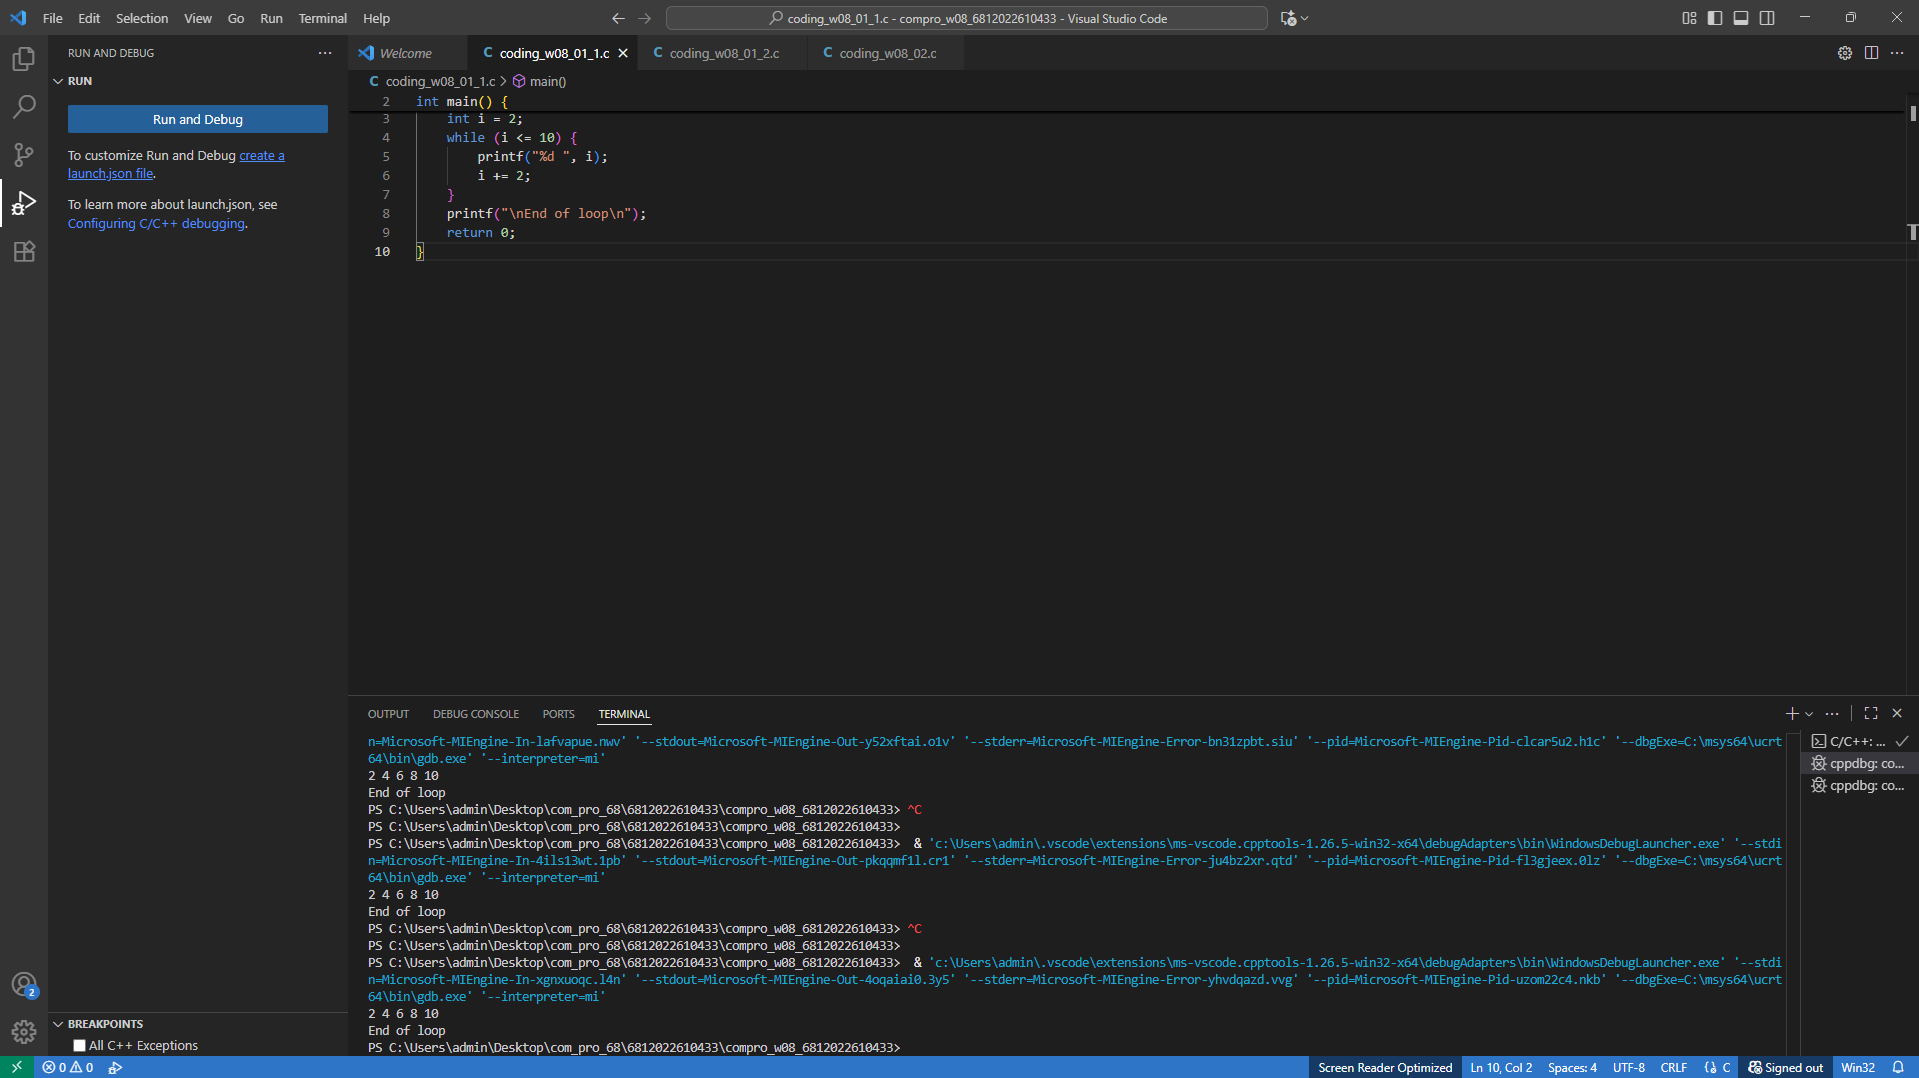 File Edit Selection View Go Run Terminal Help
coding_w08_01_1.c - compro_w08_6812022610433 - Visual Studio Code
RUN AND DEBUG
RUN
Run and Debug
To customize Run and Debug create a
launch.json file.
To learn more about launch.json, see
Configuring C/C++ debugging.
BREAKPOINTS
All C++ Exceptions
2
Welcome
C coding_w08_01_1.c
C coding_w08_01_2.c
C coding_w08_02.c
C coding_w08_01_1.c > main()
2 int main() {
3 int i = 2;
4 while (i <= 10) {
5 printf("%d ", i);
6 i += 2;
7 }
8 printf("\nEnd of loop\n");
9 return 0;
10 }
OUTPUT DEBUG CONSOLE PORTS TERMINAL
n=Microsoft-MIEngine-In-lafvapue.nwv' '--stdout=Microsoft-MIEngine-Out-y52xftai.o1v' '--stderr=Microsoft-MIEngine-Error-bn31zpbt.siu' '--pid=Microsoft-MIEngine-Pid-clcar5u2.h1c' '--dbgExe=C:\msys64\ucrt
64\bin\gdb.exe' '--interpreter=mi'
2 4 6 8 10
End of loop
PS C:\Users\admin\Desktop\com_pro_68\6812022610433\compro_w08_6812022610433> ^C
PS C:\Users\admin\Desktop\com_pro_68\6812022610433\compro_w08_6812022610433>
PS C:\Users\admin\Desktop\com_pro_68\6812022610433\compro_w08_6812022610433> & 'c:\Users\admin\.vscode\extensions\ms-vscode.cpptools-1.26.5-win32-x64\debugAdapters\bin\WindowsDebugLauncher.exe' '--stdi
n=Microsoft-MIEngine-In-4ils13wt.1pb' '--stdout=Microsoft-MIEngine-Out-pkqqmf1l.cr1' '--stderr=Microsoft-MIEngine-Error-ju4bz2xr.qtd' '--pid=Microsoft-MIEngine-Pid-fl3gjeex.0lz' '--dbgExe=C:\msys64\ucrt
64\bin\gdb.exe' '--interpreter=mi'
2 4 6 8 10
End of loop
PS C:\Users\admin\Desktop\com_pro_68\6812022610433\compro_w08_6812022610433> ^C
PS C:\Users\admin\Desktop\com_pro_68\6812022610433\compro_w08_6812022610433>
PS C:\Users\admin\Desktop\com_pro_68\6812022610433\compro_w08_6812022610433> & 'c:\Users\admin\.vscode\extensions\ms-vscode.cpptools-1.26.5-win32-x64\debugAdapters\bin\WindowsDebugLauncher.exe' '--stdi
n=Microsoft-MIEngine-In-xgnxuoqc.l4n' '--stdout=Microsoft-MIEngine-Out-4oqaiai0.3y5' '--stderr=Microsoft-MIEngine-Error-yhvdqazd.vvg' '--pid=Microsoft-MIEngine-Pid-uzom22c4.nkb' '--dbgExe=C:\msys64\ucrt
64\bin\gdb.exe' '--interpreter=mi'
2 4 6 8 10
End of loop
PS C:\Users\admin\Desktop\com_pro_68\6812022610433\compro_w08_6812022610433>
C/C++: ...
cppdbg: co...
cppdbg: co...
0 0
Screen Reader Optimized Ln 10, Col 2 Spaces: 4 UTF-8 CRLF {} C Signed out Win32